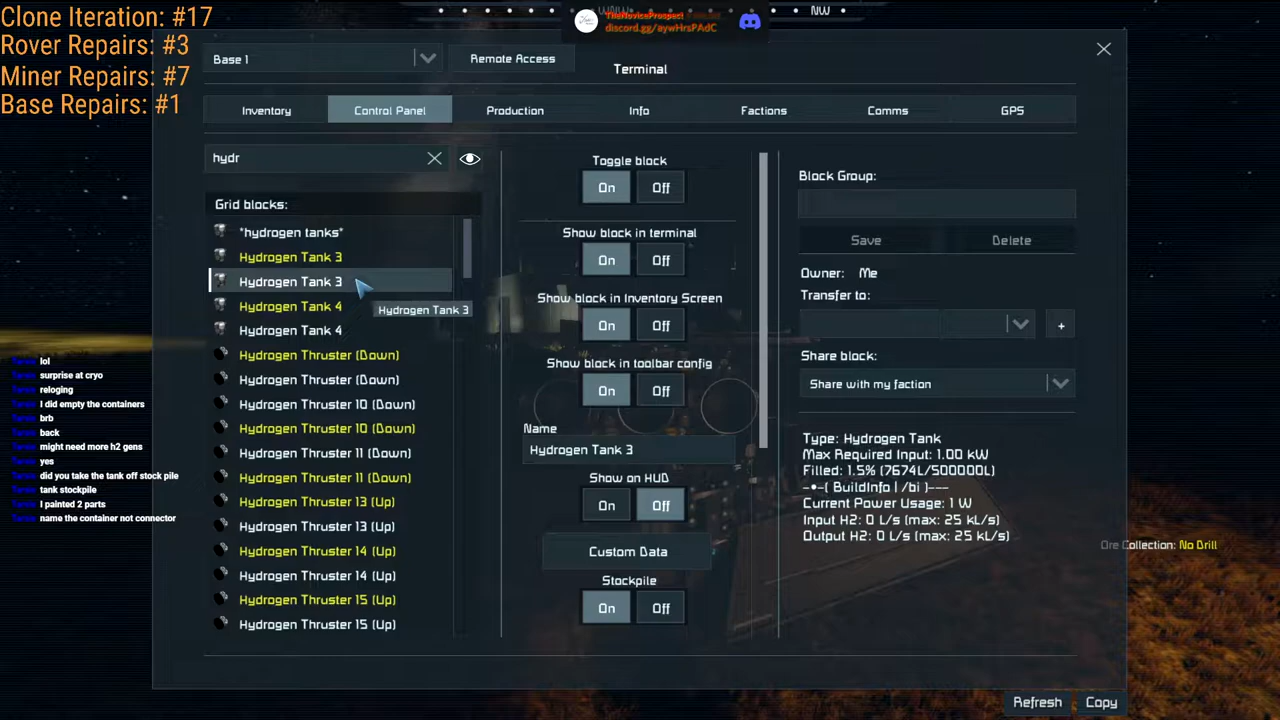 Clone Iteration: #17
Rover Repairs: #3
Miner Repairs: #7
Base Repairs: #1
NW
TheNoviceProspect
discord.gg/aywHrsPAdC
Base 1
Remote Access
Terminal
Inventory
Control Panel
Production
Info
Factions
Comms
GPS
hydr
Grid blocks:
*hydrogen tanks*
Hydrogen Tank 3
Hydrogen Tank 3
Hydrogen Tank 3
Hydrogen Tank 4
Hydrogen Tank 4
Hydrogen Thruster (Down)
Hydrogen Thruster (Down)
Hydrogen Thruster 10 (Down)
Hydrogen Thruster 10 (Down)
Hydrogen Thruster 11 (Down)
Hydrogen Thruster 11 (Down)
Hydrogen Thruster 13 (Up)
Hydrogen Thruster 13 (Up)
Hydrogen Thruster 14 (Up)
Hydrogen Thruster 14 (Up)
Hydrogen Thruster 15 (Up)
Hydrogen Thruster 15 (Up)
Toggle block
On Off
Show block in terminal
On Off
Show block in Inventory Screen
On Off
Show block in toolbar config
On Off
Name
Hydrogen Tank 3
Show on HUD
On Off
Custom Data
Stockpile
On Off
Block Group:
Save
Delete
Owner: Me
Transfer to:
+
Share block:
Share with my faction
Type: Hydrogen Tank
Max Required Input: 1.00 kW
Filled: 1.5% (7674L/500000L)
-•-( BuildInfo | /bi )---
Current Power Usage: 1 W
Input H2: 0 L/s (max: 25 kL/s)
Output H2: 0 L/s (max: 25 kL/s)
Ore Collection: No Drill
lol
surprise at cryo
reloging
I did empty the containers
brb
back
might need more h2 gens
yes
did you take the tank off stock pile
tank stockpile
I painted 2 parts
name the container not connector
Refresh
Copy